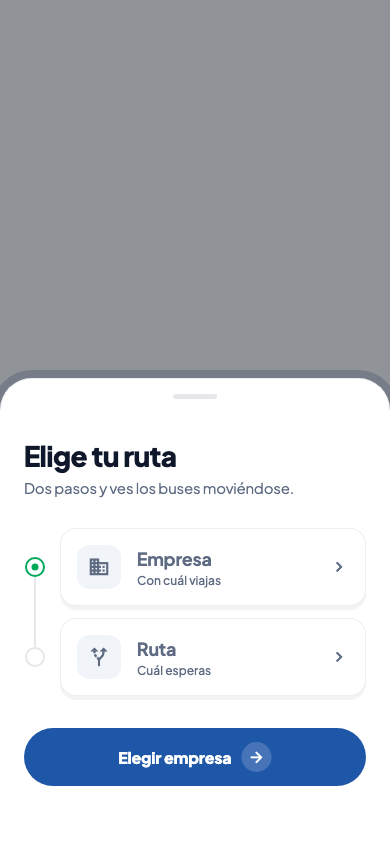 Elige tu ruta
Dos pasos y ves los buses moviéndose.
Empresa
Con cuál viajas
Ruta
Cuál esperas
Elegir empresa